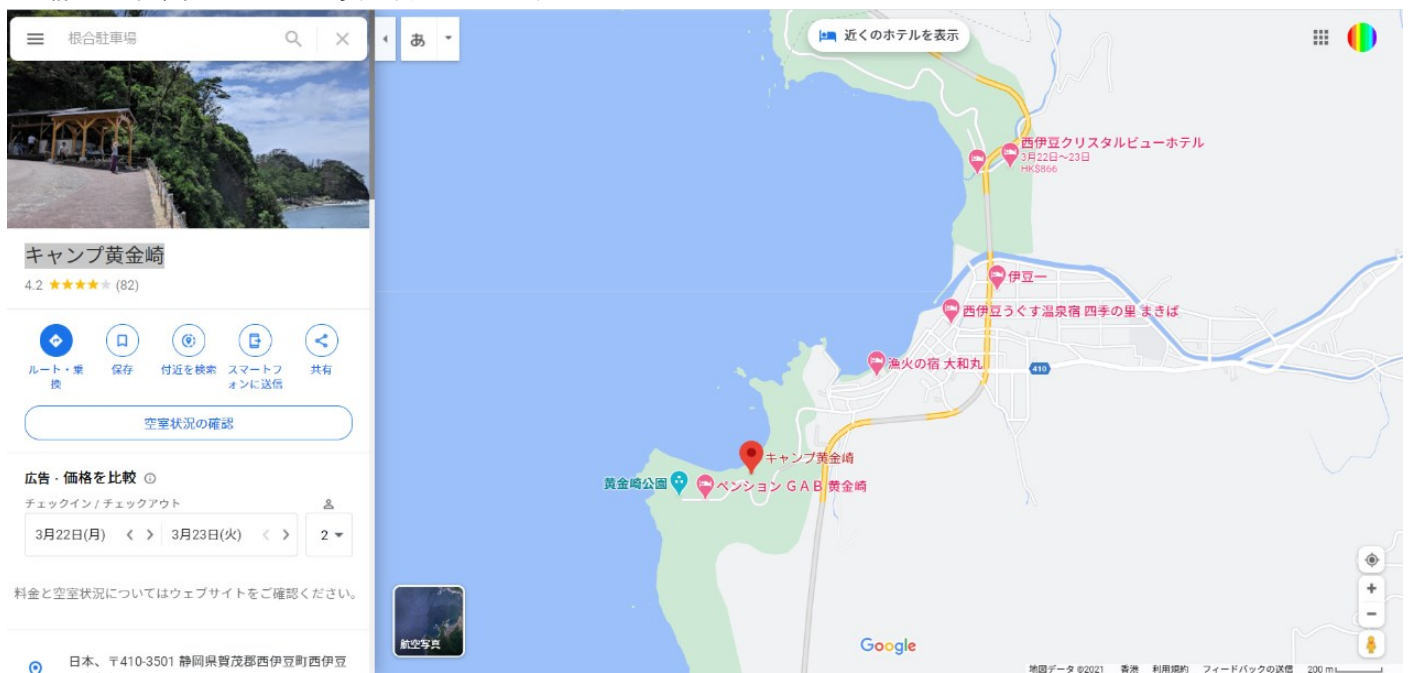 根合駐車場
あ
近くのホテルを表示
西伊豆クリスタルビューホテル
3月22日～23日
HK$866
キャンプ黄金崎
4.2 ★★★★★ (82)
伊豆一
西伊豆うぐす温泉宿 四季の里 まきば
ルート・乗
換
保存
付近を検索
スマートフ
ォンに送信
共有
漁火の宿 大和丸
410
空室状況の確認
キャンプ黄金崎
黄金崎公園
ペンション GAB 黄金崎
広告・価格を比較
チェックイン / チェックアウト
3月22日(月)
3月23日(火)
2
料金と空室状況についてはウェブサイトをご確認ください。
航空写真
Google
日本、〒410-3501 静岡県賀茂郡西伊豆町西伊豆
地図データ ©2021 香港 利用規約 フィードバックの送信 200 m